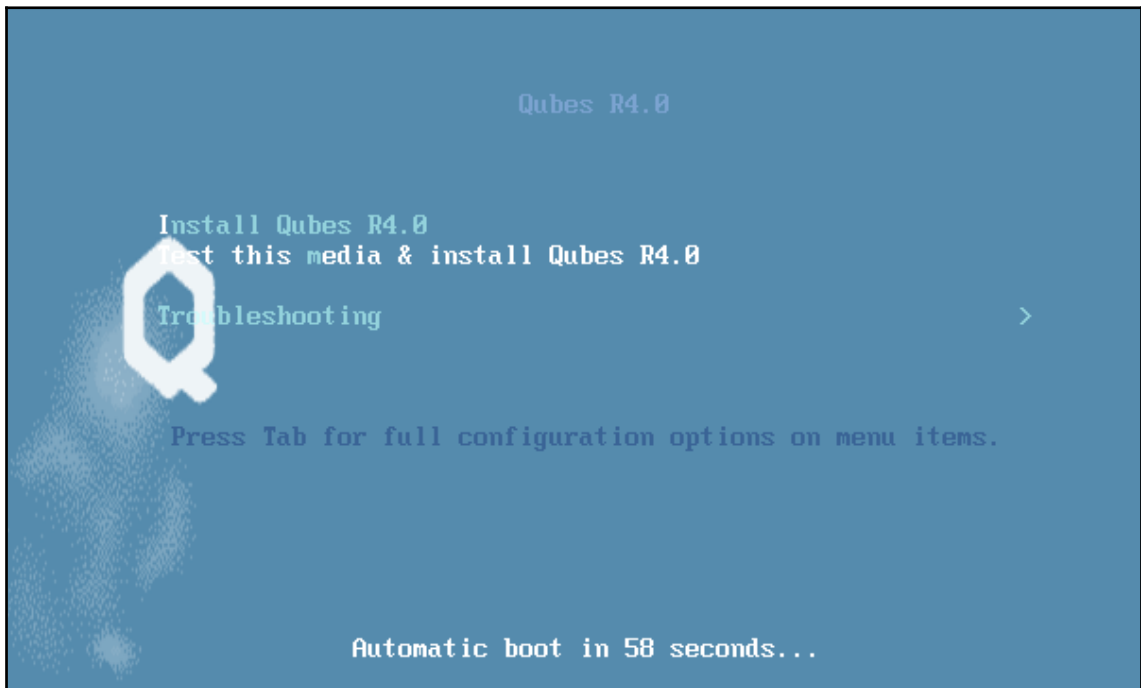 Qubes R4.0
Install Qubes R4.0
Test this media & install Qubes R4.0
Troubleshooting >
Press Tab for full configuration options on menu items.
Automatic boot in 58 seconds...